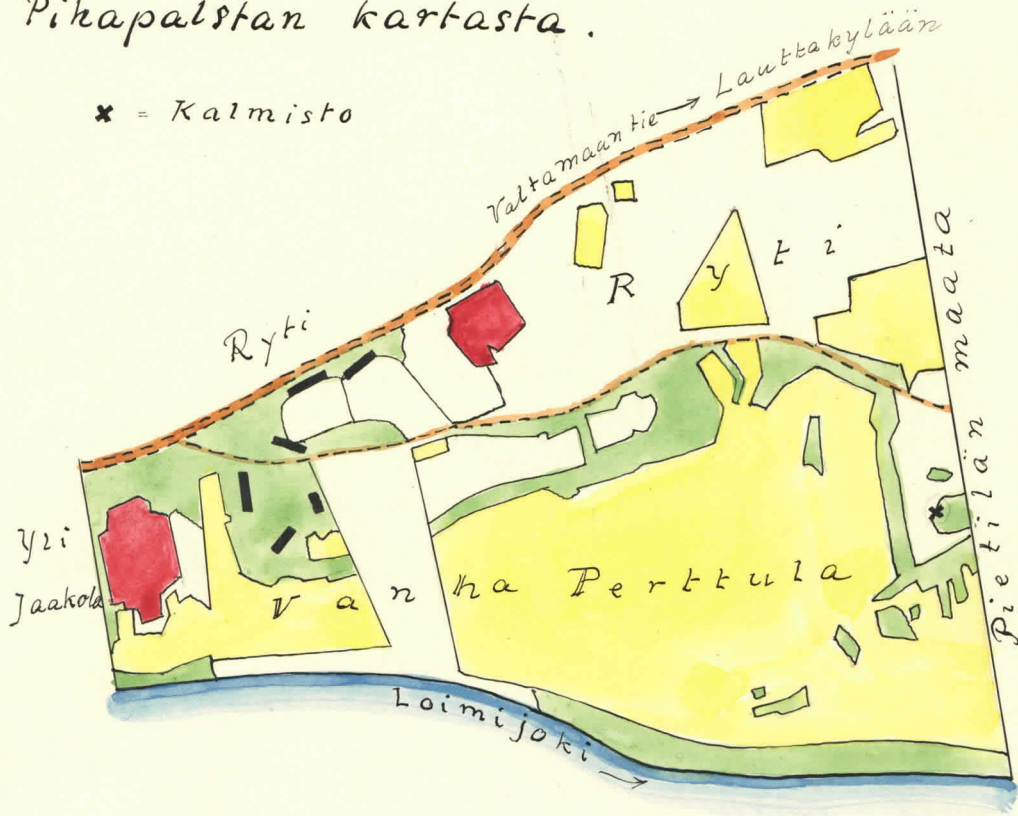 Pihapalstan kartasta.
x = Kalmisto
Valtamaantie → Lauttakylään
Ryti
Ryti
Pietilän maata
Yli
Jaakola
Vanha Perttula
Loimijoki →